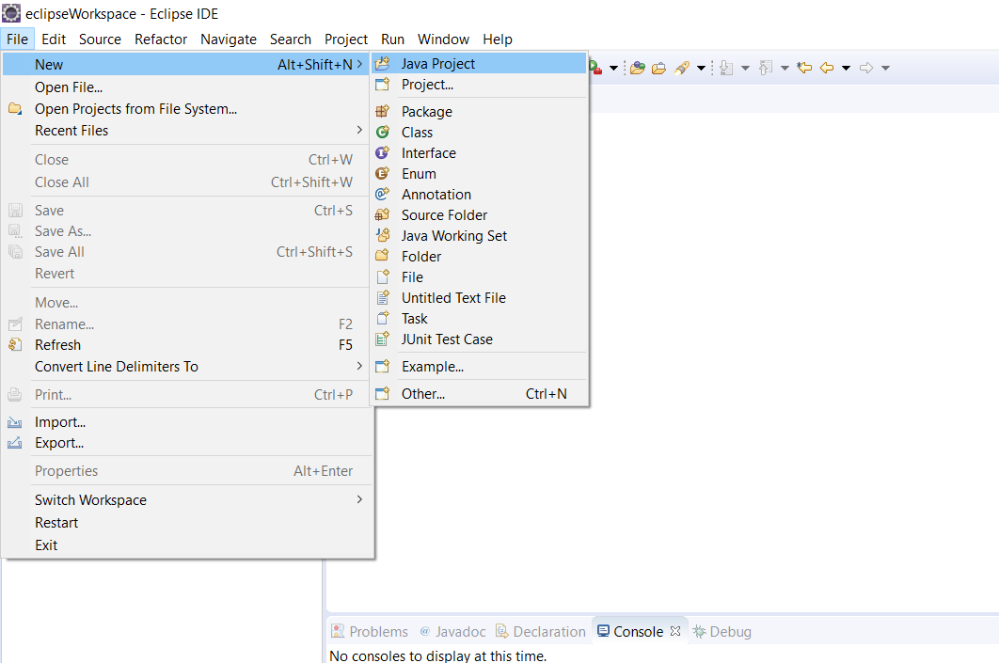 eclipseWorkspace - Eclipse IDE
File Edit Source Refactor Navigate Search Project Run Window Help
New Alt+Shift+N >
Open File...
Open Projects from File System...
Recent Files >
Close Ctrl+W
Close All Ctrl+Shift+W
Save Ctrl+S
Save As...
Save All Ctrl+Shift+S
Revert
Move...
Rename... F2
Refresh F5
Convert Line Delimiters To >
Print... Ctrl+P
Import...
Export...
Properties Alt+Enter
Switch Workspace >
Restart
Exit
Java Project
Project...
Package
Class
Interface
Enum
Annotation
Source Folder
Java Working Set
Folder
File
Untitled Text File
Task
JUnit Test Case
Example...
Other... Ctrl+N
Problems @ Javadoc Declaration Console Debug
No consoles to display at this time.